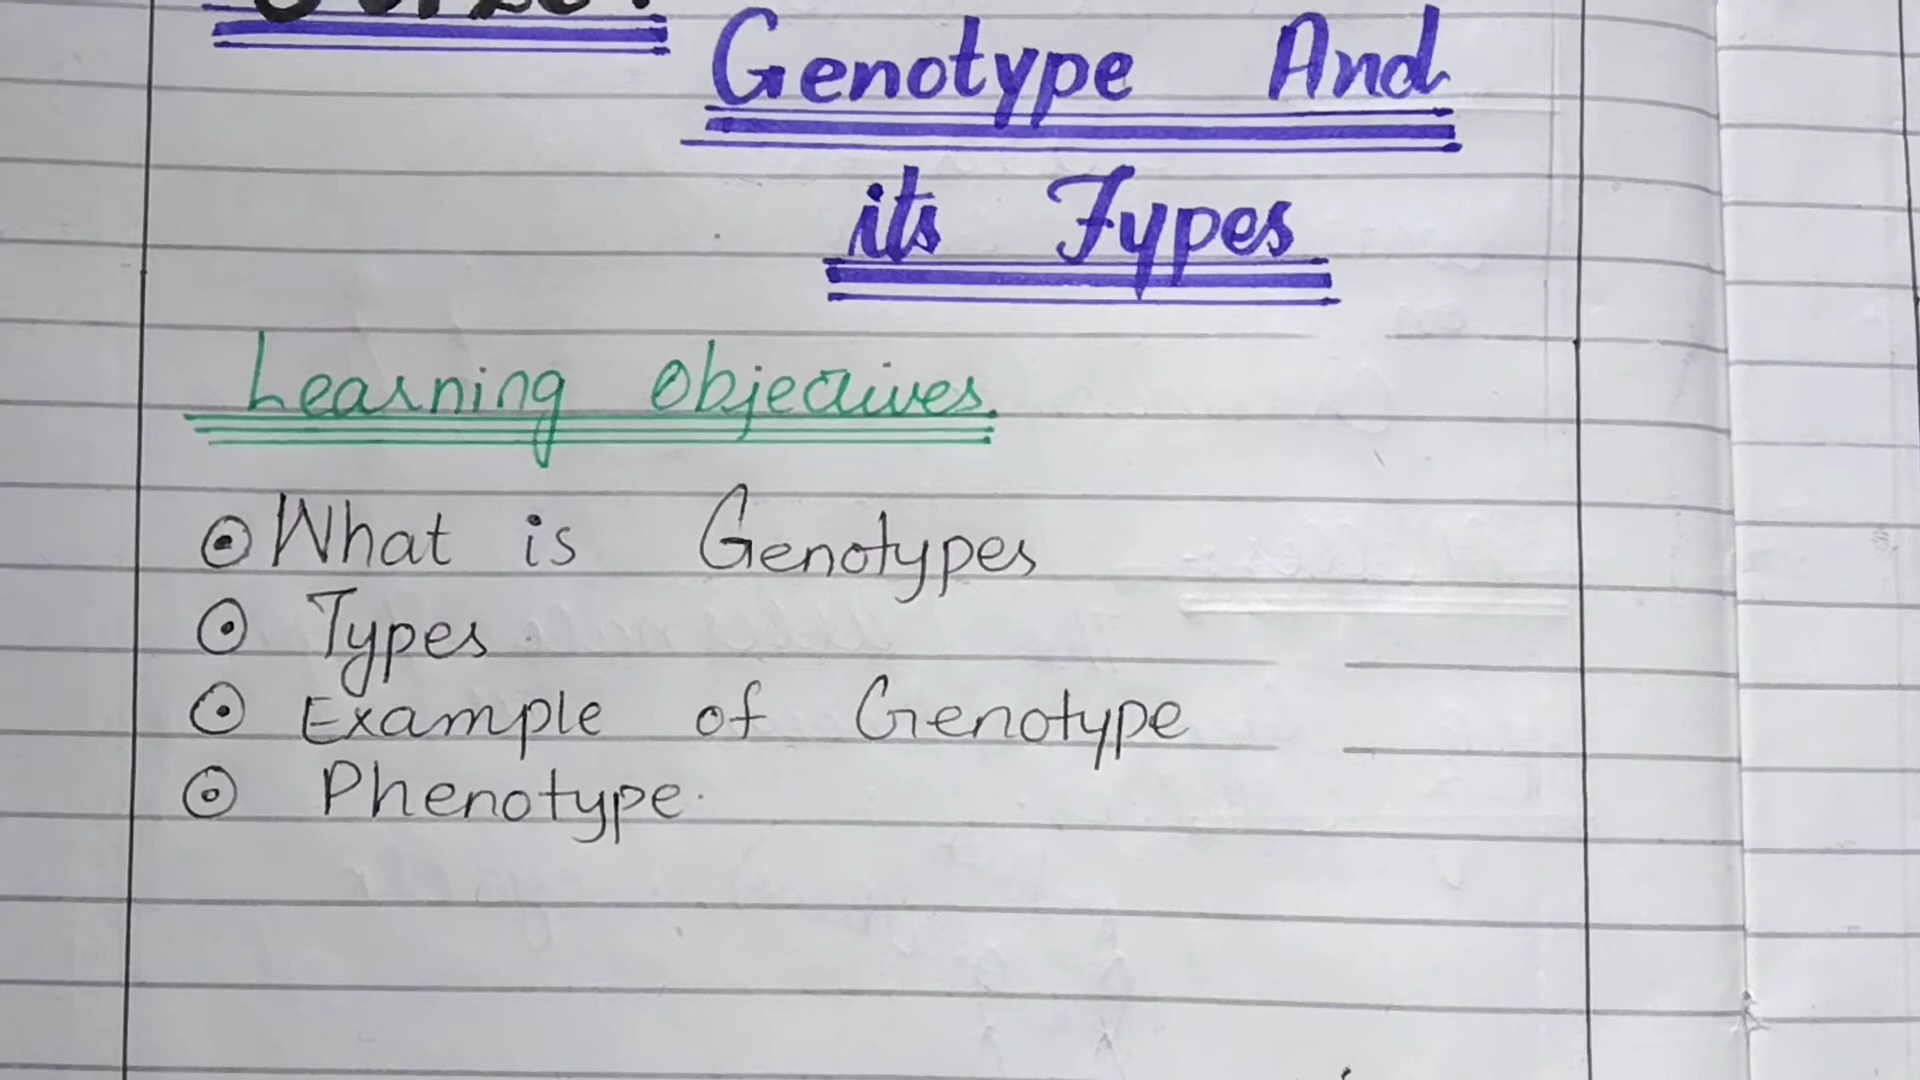 Genotype And
its Types
Learning objectives.
What is Genotypes
Types
Example of Genotype
Phenotype.